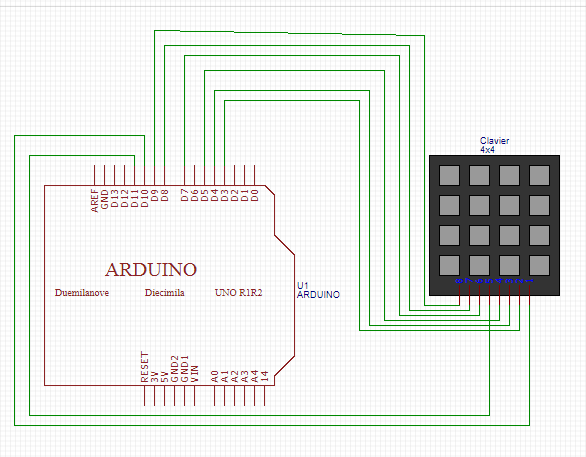 Clavier
4x4
AREF
GND
D13
D12
D11
D10
D9
D8
D7
D6
D5
D4
D3
D2
D1
D0
ARDUINO
Duemilanove Diecimila UNO R1R2
U1
ARDUINO
RESET
3V
5V
GND2
GND1
VIN
A0
A1
A2
A3
A4
14